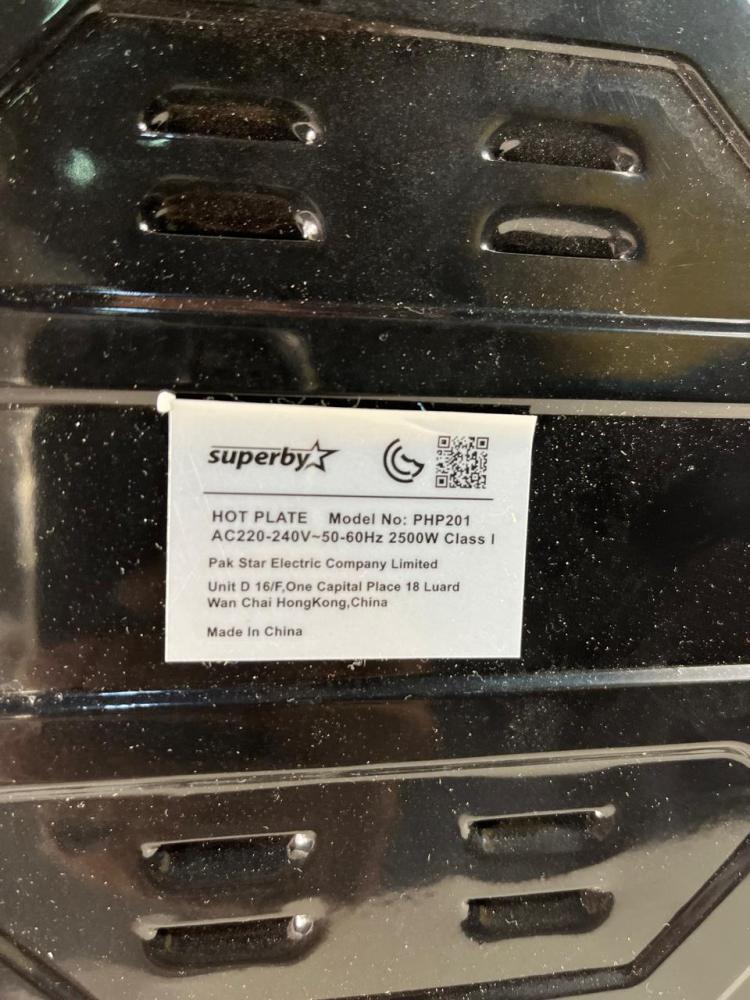 superby
HOT PLATE Model No: PHP201
AC220-240V~50-60Hz 2500W Class I
Pak Star Electric Company Limited
Unit D 16/F,One Capital Place 18 Luard
Wan Chai HongKong,China
Made In China